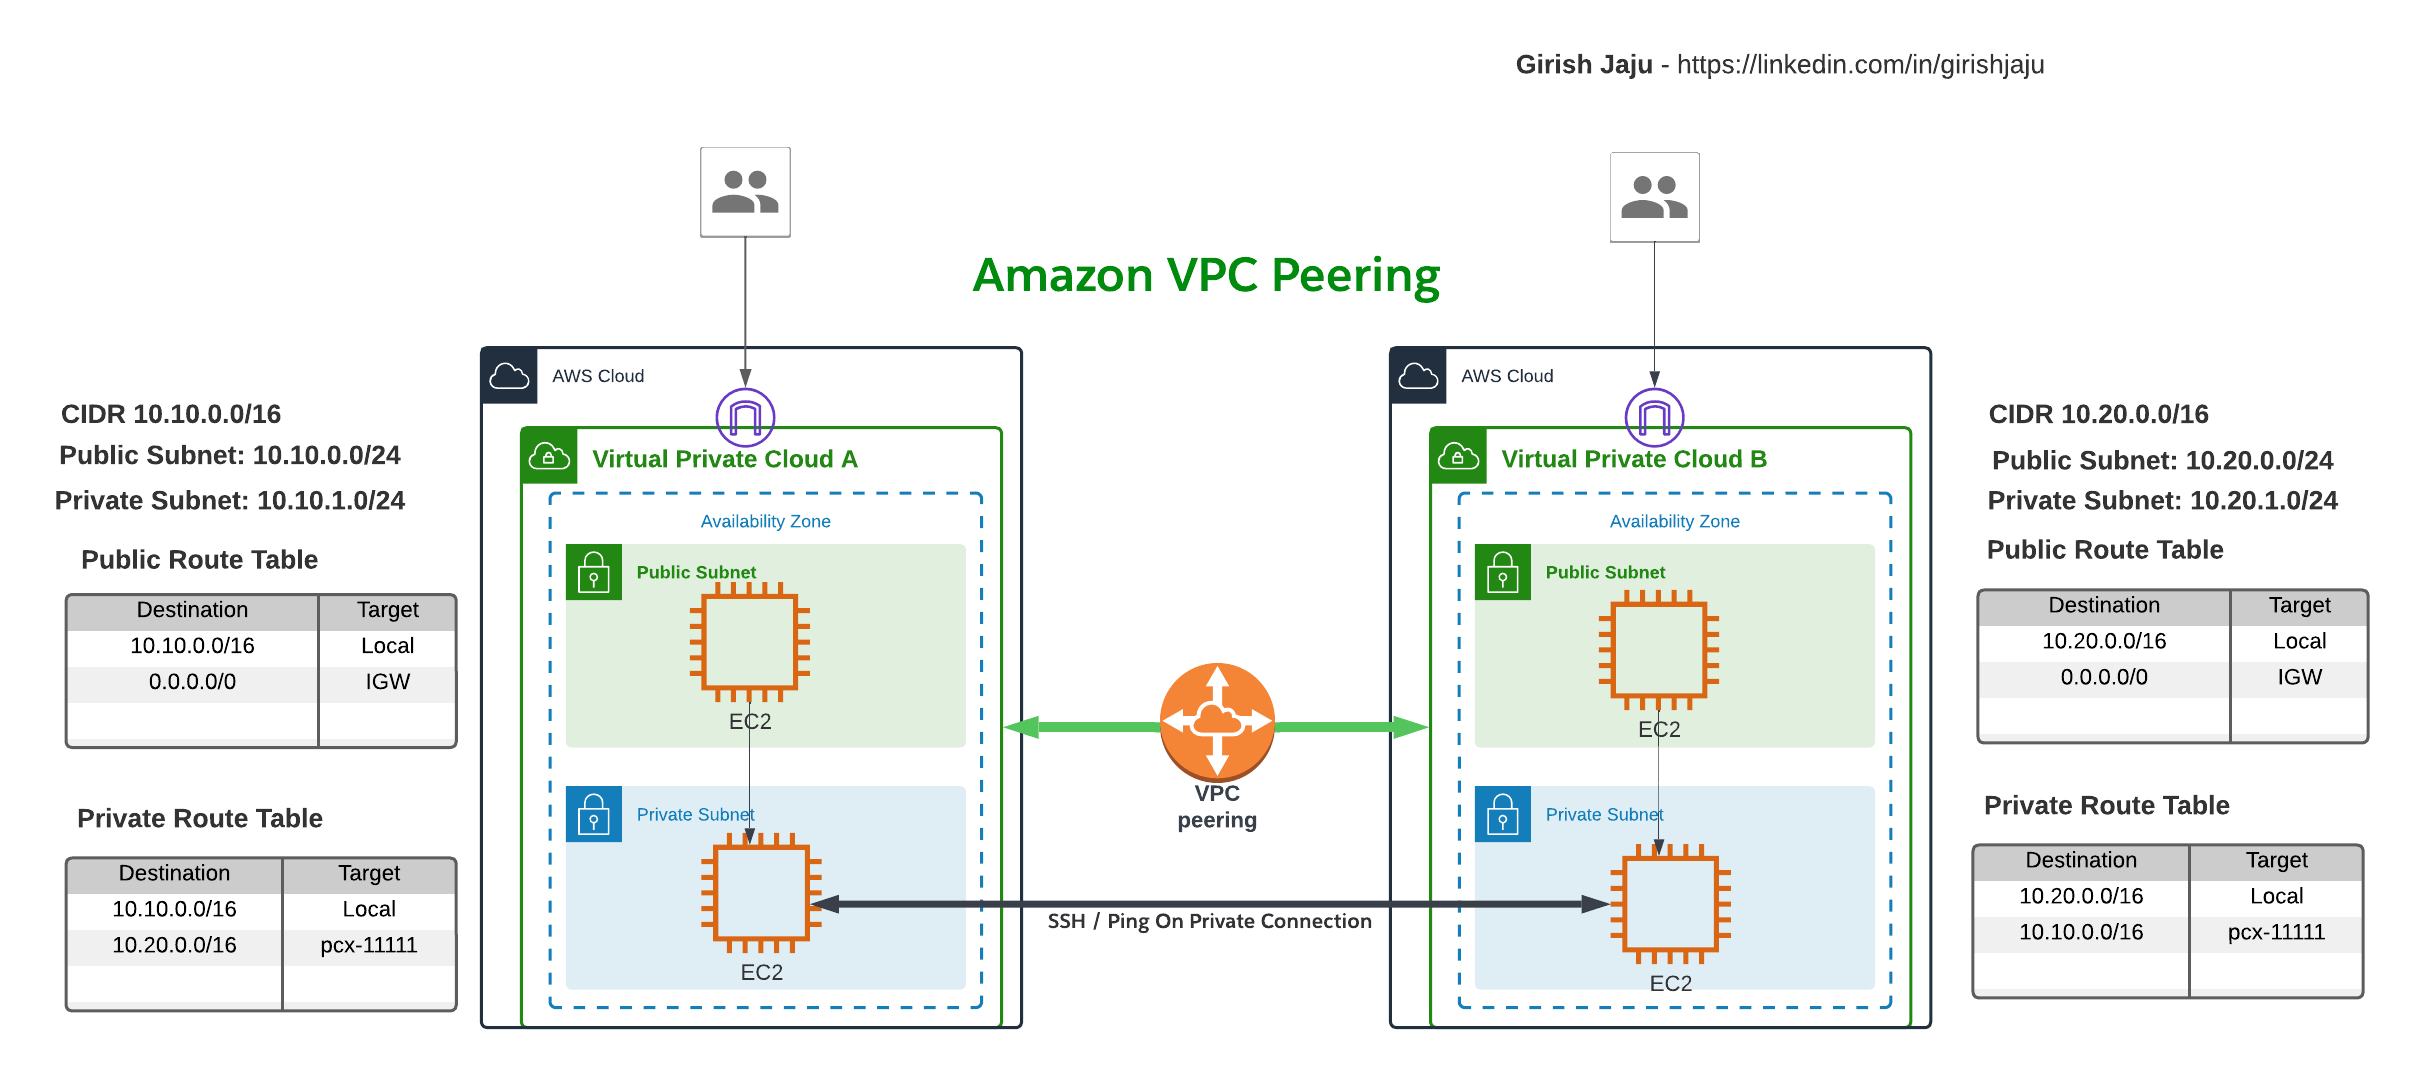 Girish Jaju - https://linkedin.com/in/girishjaju
Amazon VPC Peering
CIDR 10.10.0.0/16
Public Subnet: 10.10.0.0/24
Private Subnet: 10.10.1.0/24
Public Route Table
Destination Target
10.10.0.0/16 Local
0.0.0.0/0 IGW
Private Route Table
Destination Target
10.10.0.0/16 Local
10.20.0.0/16 pcx-11111
AWS Cloud
Virtual Private Cloud A
Availability Zone
Public Subnet
EC2
Private Subnet
EC2
VPC
peering
SSH / Ping On Private Connection
AWS Cloud
Virtual Private Cloud B
Availability Zone
Public Subnet
EC2
Private Subnet
EC2
CIDR 10.20.0.0/16
Public Subnet: 10.20.0.0/24
Private Subnet: 10.20.1.0/24
Public Route Table
Destination Target
10.20.0.0/16 Local
0.0.0.0/0 IGW
Private Route Table
Destination Target
10.20.0.0/16 Local
10.10.0.0/16 pcx-11111